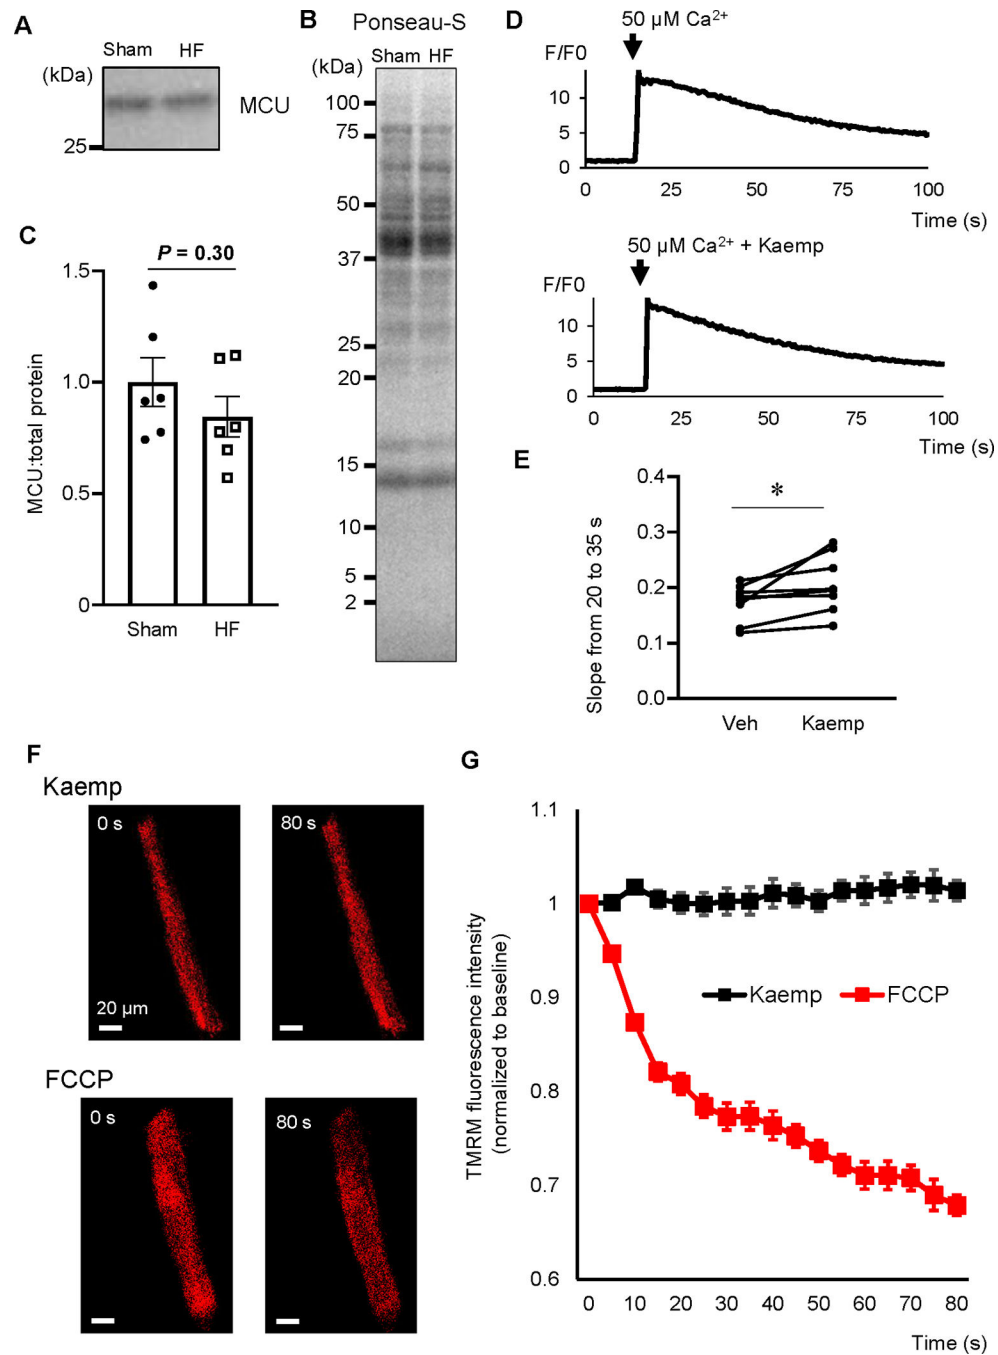 A
Sham HF
(kDa)
MCU
25
B
Ponseau-S
Sham HF
(kDa)
100
75
50
37
25
20
15
10
5
2
C
P = 0.30
1.5
1.0
0.5
0
MCU:total protein
Sham HF
D
50 µM Ca²⁺
F/F0
10
5
0
0 25 50 75 100
Time (s)
50 µM Ca²⁺ + Kaemp
F/F0
10
5
0
0 25 50 75 100
Time (s)
E
*
0.4
0.3
0.2
0.1
0.0
Slope from 20 to 35 s
Veh Kaemp
F
Kaemp
0 s
80 s
20 µm
FCCP
0 s
80 s
G
1.1
1
0.9
0.8
0.7
0.6
TMRM fluorescence intensity
(normalized to baseline)
Kaemp FCCP
0 10 20 30 40 50 60 70 80
Time (s)